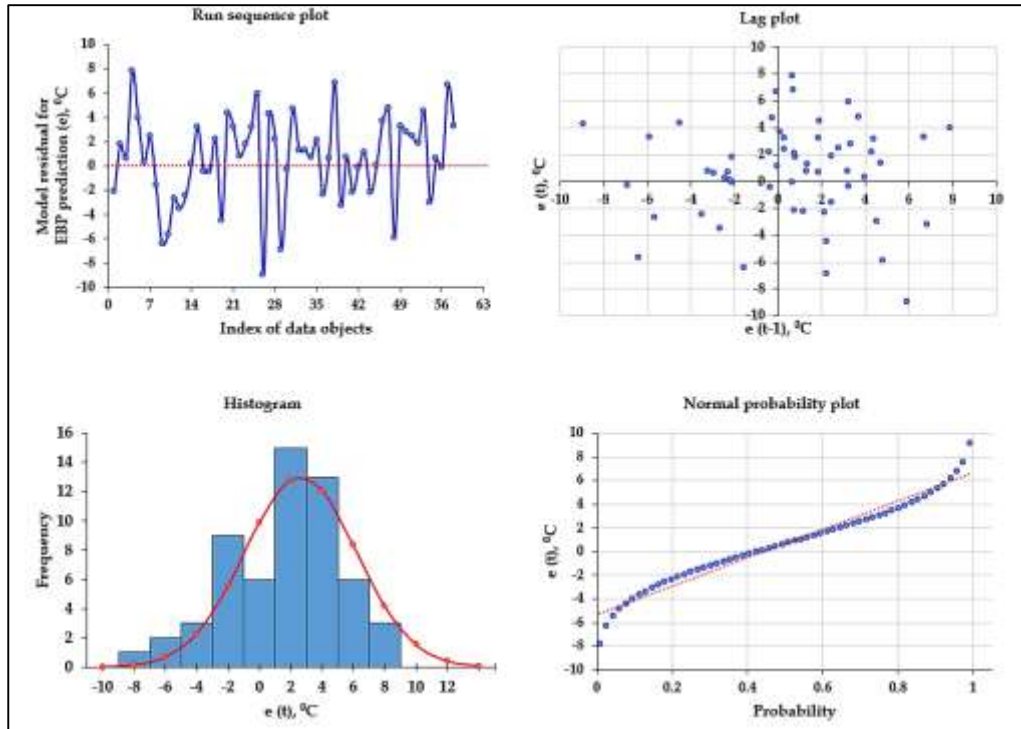 Run sequence plot
Model residual for
EBP prediction (e), ⁰C
10
8
6
4
2
0
-2
-4
-6
-8
-10
0 7 14 21 28 35 42 49 56 63
Index of data objects
Lag plot
e (t), ⁰C
10
8
6
4
2
0
-2
-4
-6
-8
-10
-10 -8 -6 -4 -2 0 2 4 6 8 10
e (t-1), ⁰C
Histogram
Frequency
16
14
12
10
8
6
4
2
0
-10 -8 -6 -4 -2 0 2 4 6 8 10 12
e (t), ⁰C
Normal probability plot
e (t), ⁰C
10
8
6
4
2
0
-2
-4
-6
-8
-10
0 0.2 0.4 0.6 0.8 1
Probability